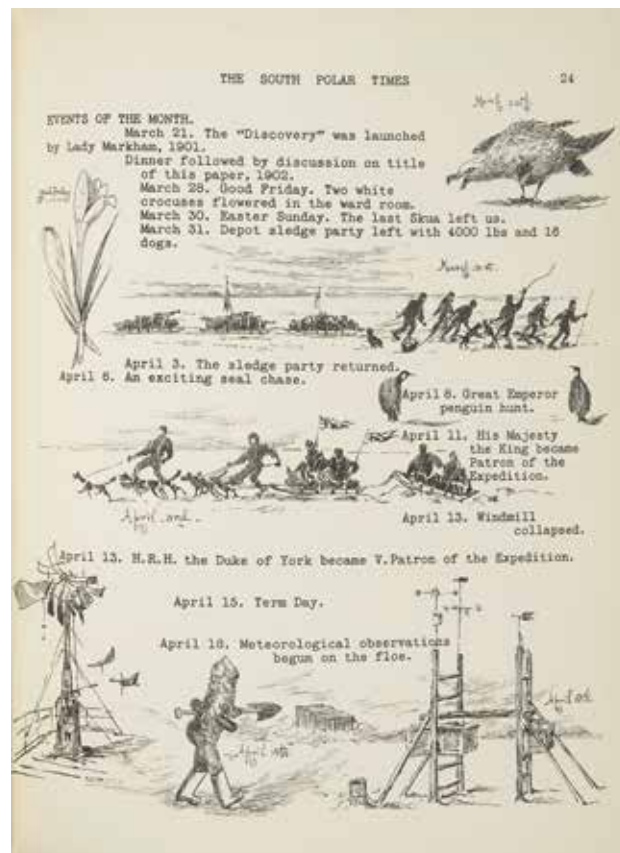 THE SOUTH POLAR TIMES 24
EVENTS OF THE MONTH.
March 21. The "Discovery" was launched
by Lady Markham, 1901.
Dinner followed by discussion on title
of this paper, 1902.
March 28. Good Friday. Two white
crocuses flowered in the ward room.
March 30. Easter Sunday. The last Skua left us.
March 31. Depot sledge party left with 4000 lbs and 16
dogs.
April 3. The sledge party returned.
April 6. An exciting seal chase.
April 8. Great Emperor
penguin hunt.
April 11. His Majesty
the King became
Patron of the
Expedition.
April 13. Windmill
collapsed.
April 13. H.R.H. the Duke of York became V.Patron of the Expedition.
April 15. Term Day.
April 18. Meteorological observations
begun on the floe.